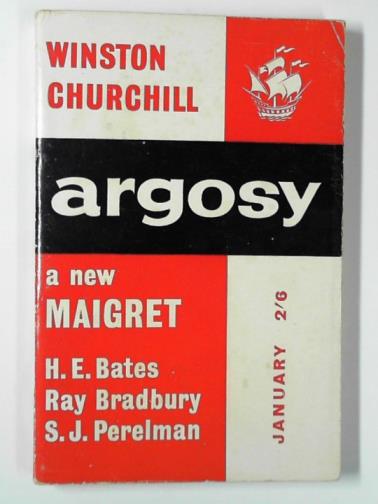 WINSTON
CHURCHILL
argosy
a new
MAIGRET
H. E. Bates
Ray Bradbury
S. J. Perelman
JANUARY 2/6